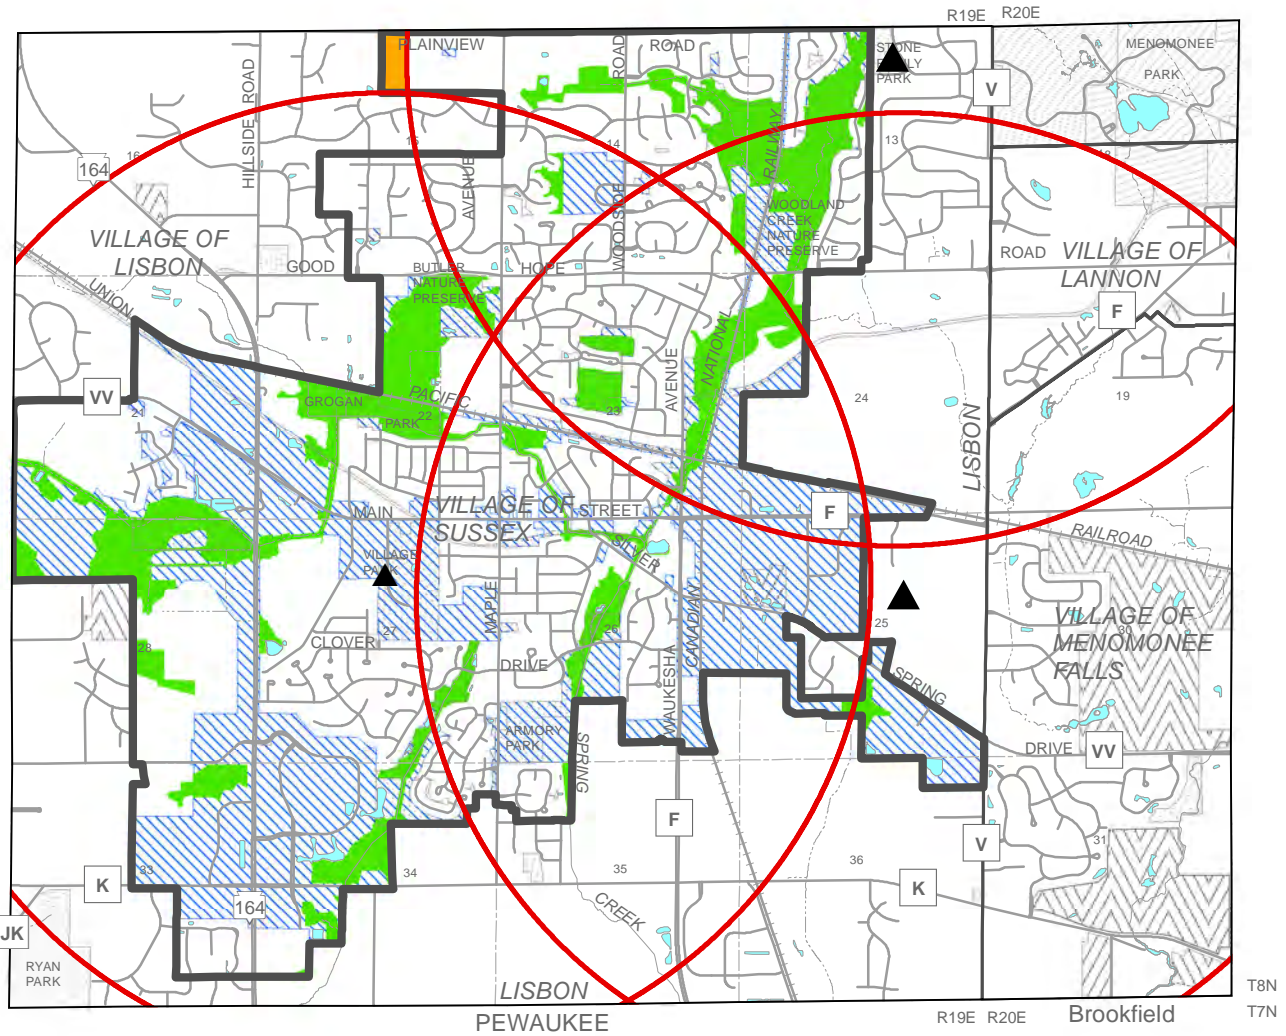 R19E R20E
PLAINVIEW
ROAD
ROAD
STONE
FAMILY
PARK
MENOMONEE
PARK
V
HILLSIDE ROAD
16
15
14
13
18
164
AVENUE
WOODSIDE
RAILWAY
WOODLAND
CREEK
NATURE
PRESERVE
VILLAGE OF
LISBON
GOOD
HOPE
ROAD
VILLAGE OF
LANNON
BUTLER
NATURE
PRESERVE
UNION
F
NATIONAL
AVENUE
VV
GROGAN
PARK
PACIFIC
21
22
23
24
19
LISBON
MAIN
VILLAGE OF
SUSSEX
STREET
F
RAILROAD
SILVER
VILLAGE
PARK
MAPLE
CANADIAN
VILLAGE OF
MENOMONEE
FALLS
27
26
25
30
28
CLOVER
DRIVE
WAUKESHA
SPRING
ARMORY
PARK
SPRING
DRIVE
VV
F
V
31
33
34
35
36
K
K
164
CREEK
JK
RYAN
PARK
LISBON
PEWAUKEE
R19E R20E
Brookfield
T8N
T7N